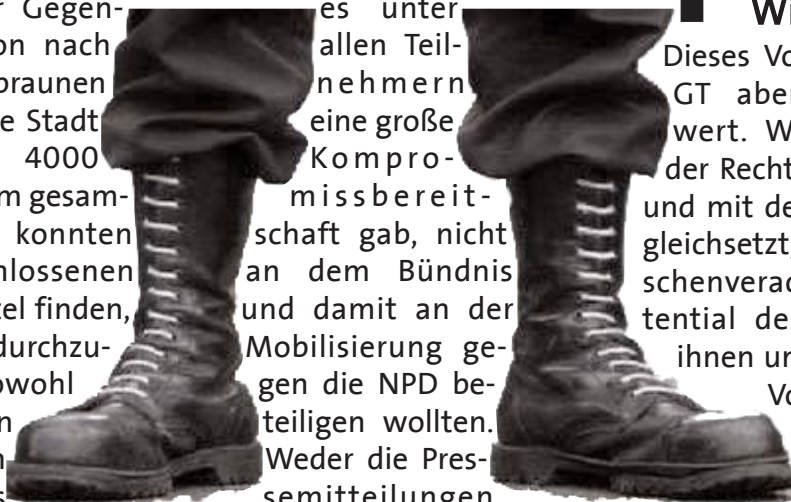 Gegen-
on nach
braunen
e Stadt
4000
m gesam-
konnten
hlossenen
el finden,
durchzu-
owohl
n
es unter
allen Teil-
nehmern
eine große
Kompro-
missbereit-
schaft gab, nicht
an dem Bündnis
und damit an der
Mobilisierung ge-
gen die NPD be-
teiligen wollten.
Weder die Pres-
semitteilungen
■ Wi
Dieses Vo
GT aber
wert. W
der Recht
und mit de
gleichsetzt,
schenverac
tential de
ihnen un
Vo